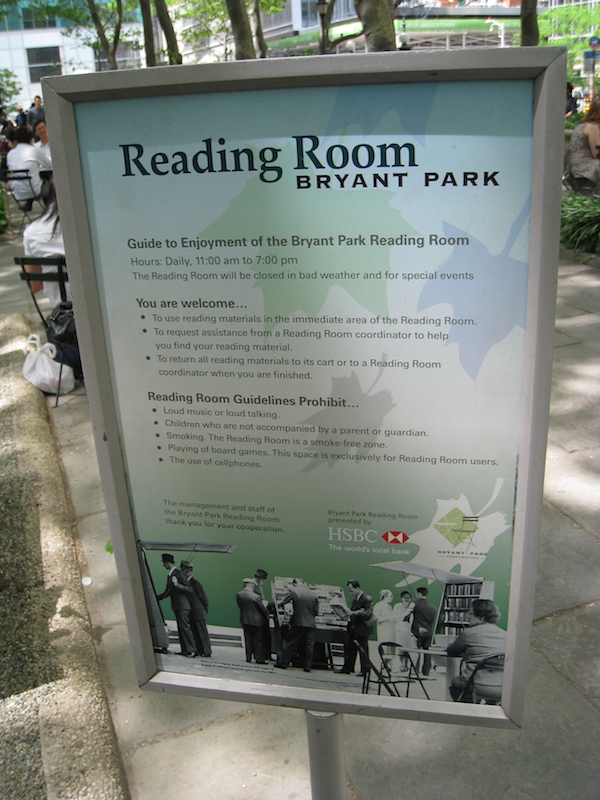 Reading Room
BRYANT PARK
Guide to Enjoyment of the Bryant Park Reading Room
Hours: Daily, 11:00 am to 7:00 pm
The Reading Room will be closed in bad weather and for special events
You are welcome...
• To use reading materials in the immediate area of the Reading Room.
• To request assistance from a Reading Room coordinator to help
you find your reading material.
• To return all reading materials to its cart or to a Reading Room
coordinator when you are finished.
Reading Room Guidelines Prohibit...
• Loud music or loud talking.
• Children who are not accompanied by a parent or guardian.
• Smoking. The Reading Room is a smoke-free zone.
• Playing of board games. This space is exclusively for Reading Room users.
• The use of cellphones.
The management and staff of
the Bryant Park Reading Room
thank you for your cooperation.
Bryant Park Reading Room
presented by
HSBC
The world's local bank
BRYANT PARK
CORPORATION